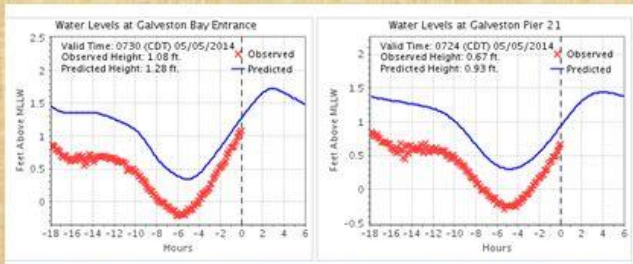 Water Levels at Galveston Bay Entrance
Valid Time: 0730 (CDT) 05/05/2014
Observed Height: 1.08 ft.
Predicted Height: 1.28 ft.
Observed
Predicted
Feet Above MLLW
2.5
2
1.5
1
0.5
0
-18 -16 -14 -12 -10 -8 -6 -4 -2 0 2 4 6
Hours
Water Levels at Galveston Pier 21
Valid Time: 0724 (CDT) 05/05/2014
Observed Height: 0.67 ft.
Predicted Height: 0.93 ft.
Observed
Predicted
Feet Above MLLW
2
1.5
1
0.5
0
-0.5
-18 -16 -14 -12 -10 -8 -6 -4 -2 0 2 4 6
Hours